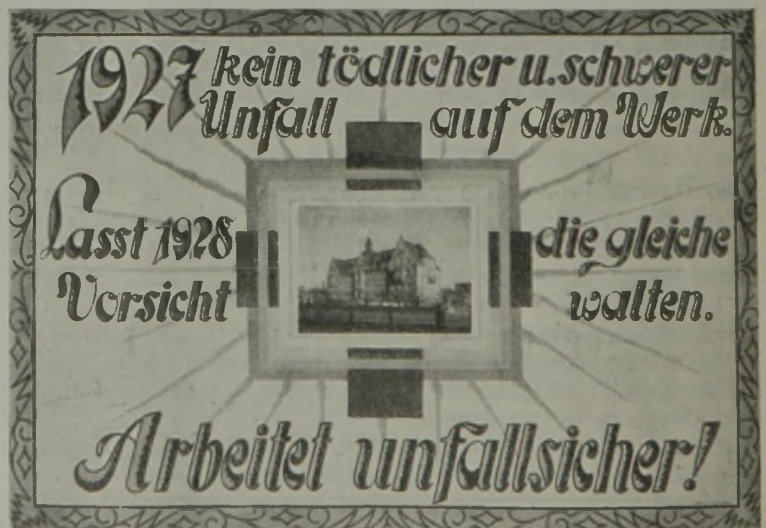 1927 kein tödlicher u. schwerer
Unfall auf dem Werk.
Lasst 1928 die gleiche
Vorsicht walten.
Arbeitet unfallsicher!